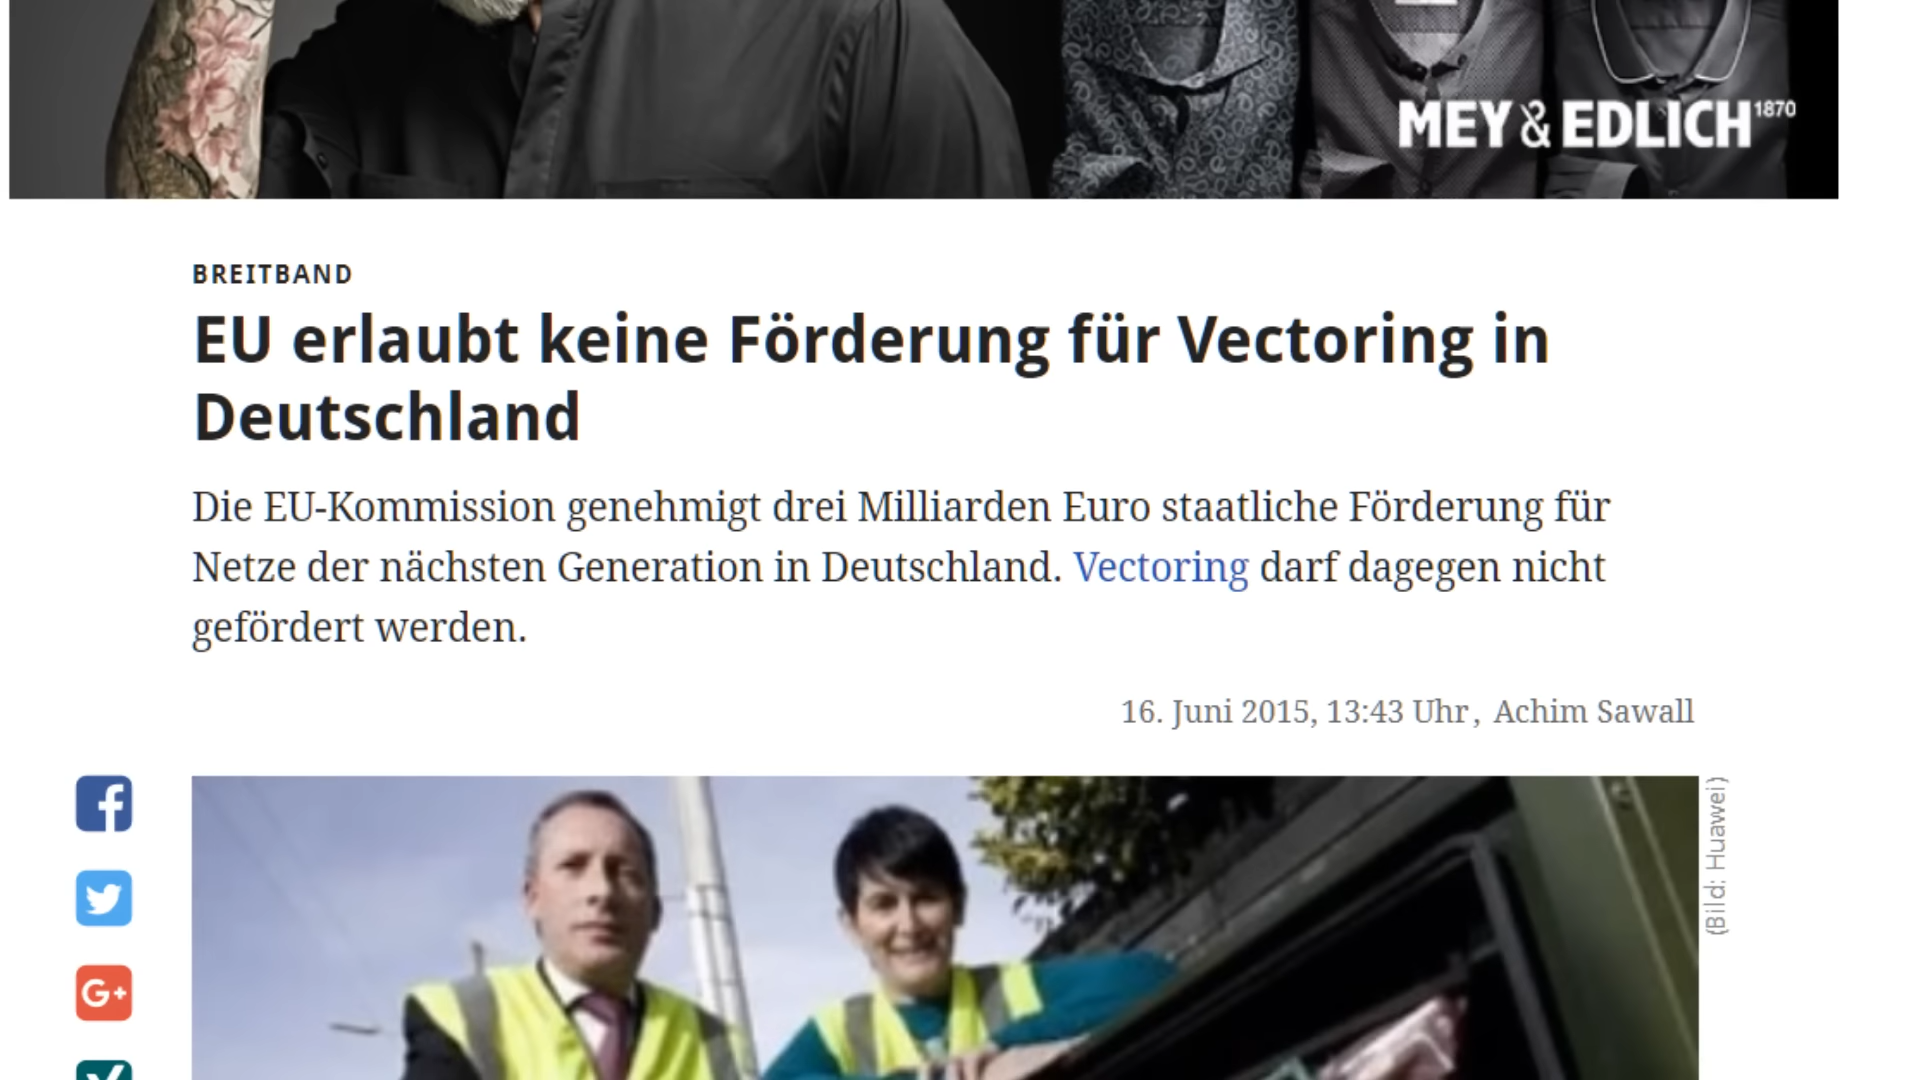 MEY & EDLICH 1870
BREITBAND
EU erlaubt keine Förderung für Vectoring in
Deutschland
Die EU-Kommission genehmigt drei Milliarden Euro staatliche Förderung für
Netze der nächsten Generation in Deutschland. Vectoring darf dagegen nicht
gefördert werden.
16. Juni 2015, 13:43 Uhr, Achim Sawall
(Bild: Huawei)
G+